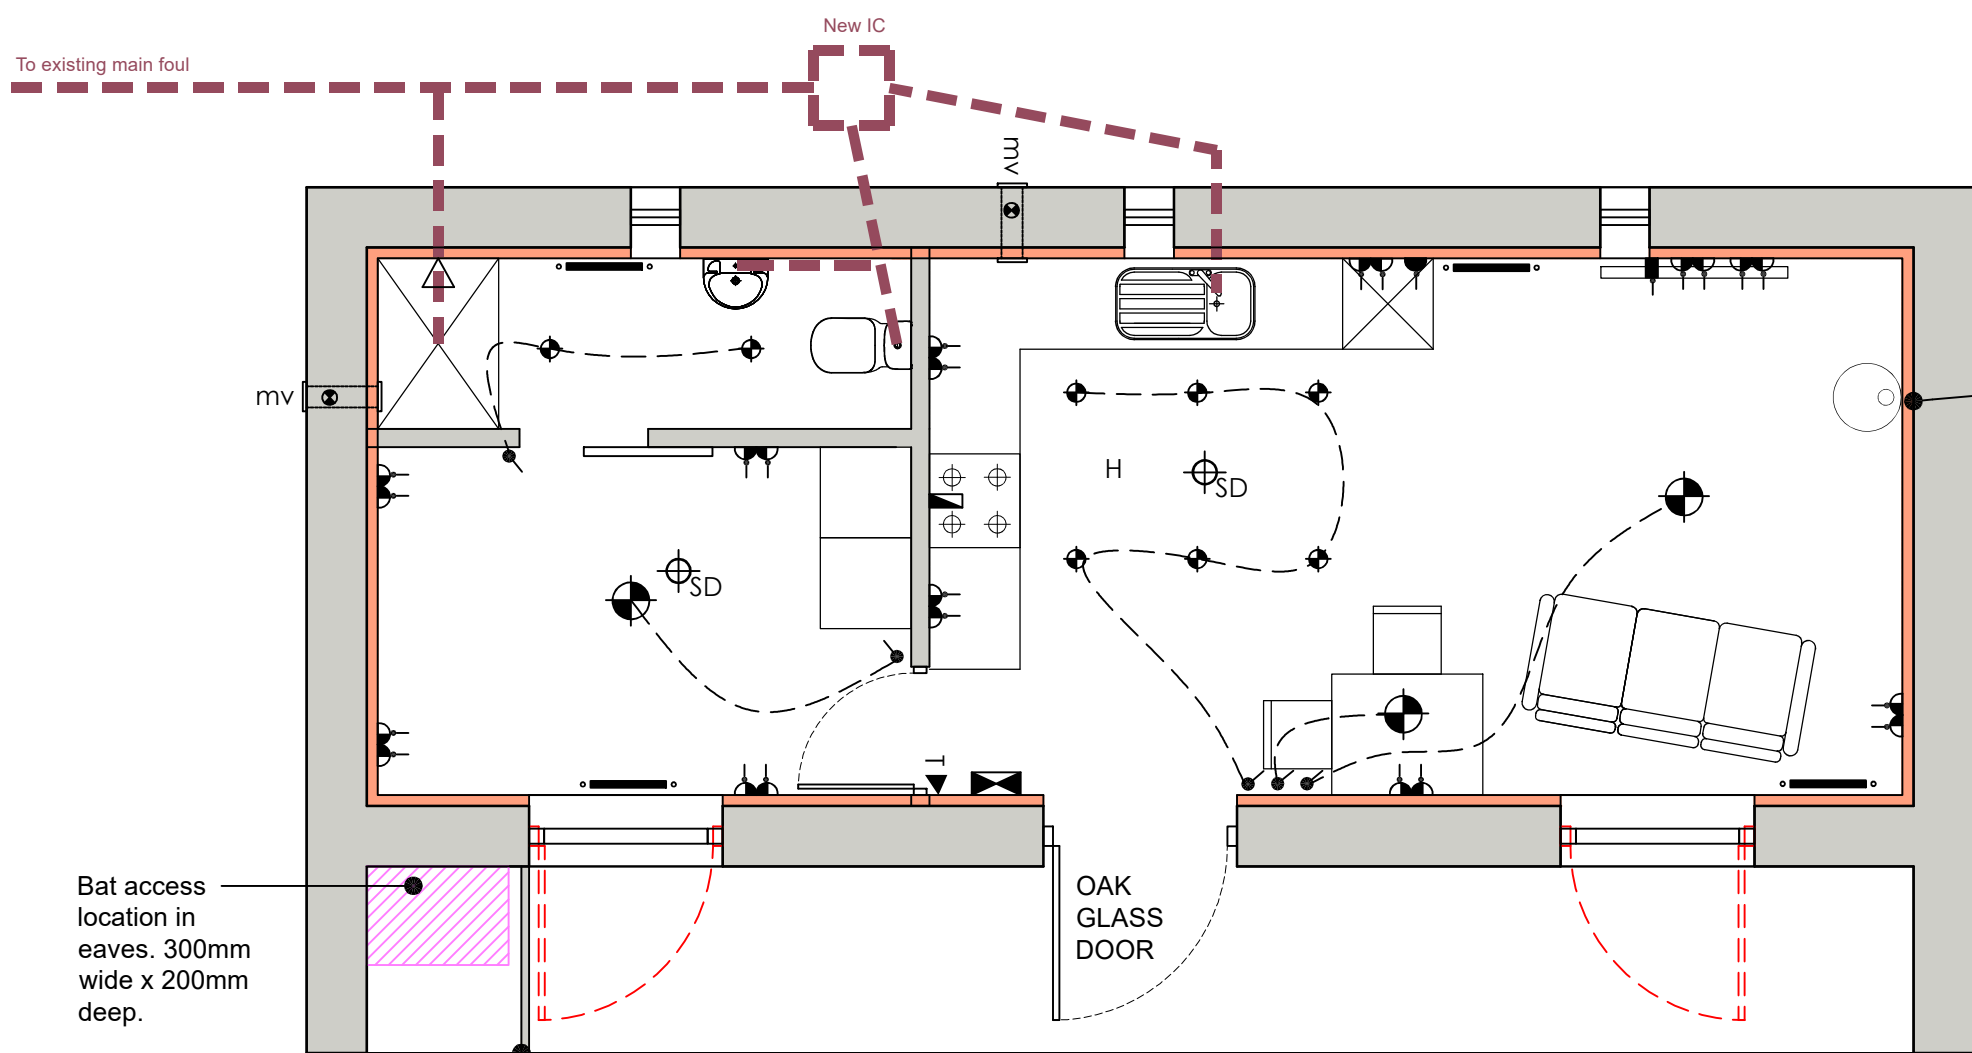 New IC
To existing main foul
mv
mv
H
SD
SD
T
Bat access
location in
eaves. 300mm
wide x 200mm
deep.
OAK
GLASS
DOOR